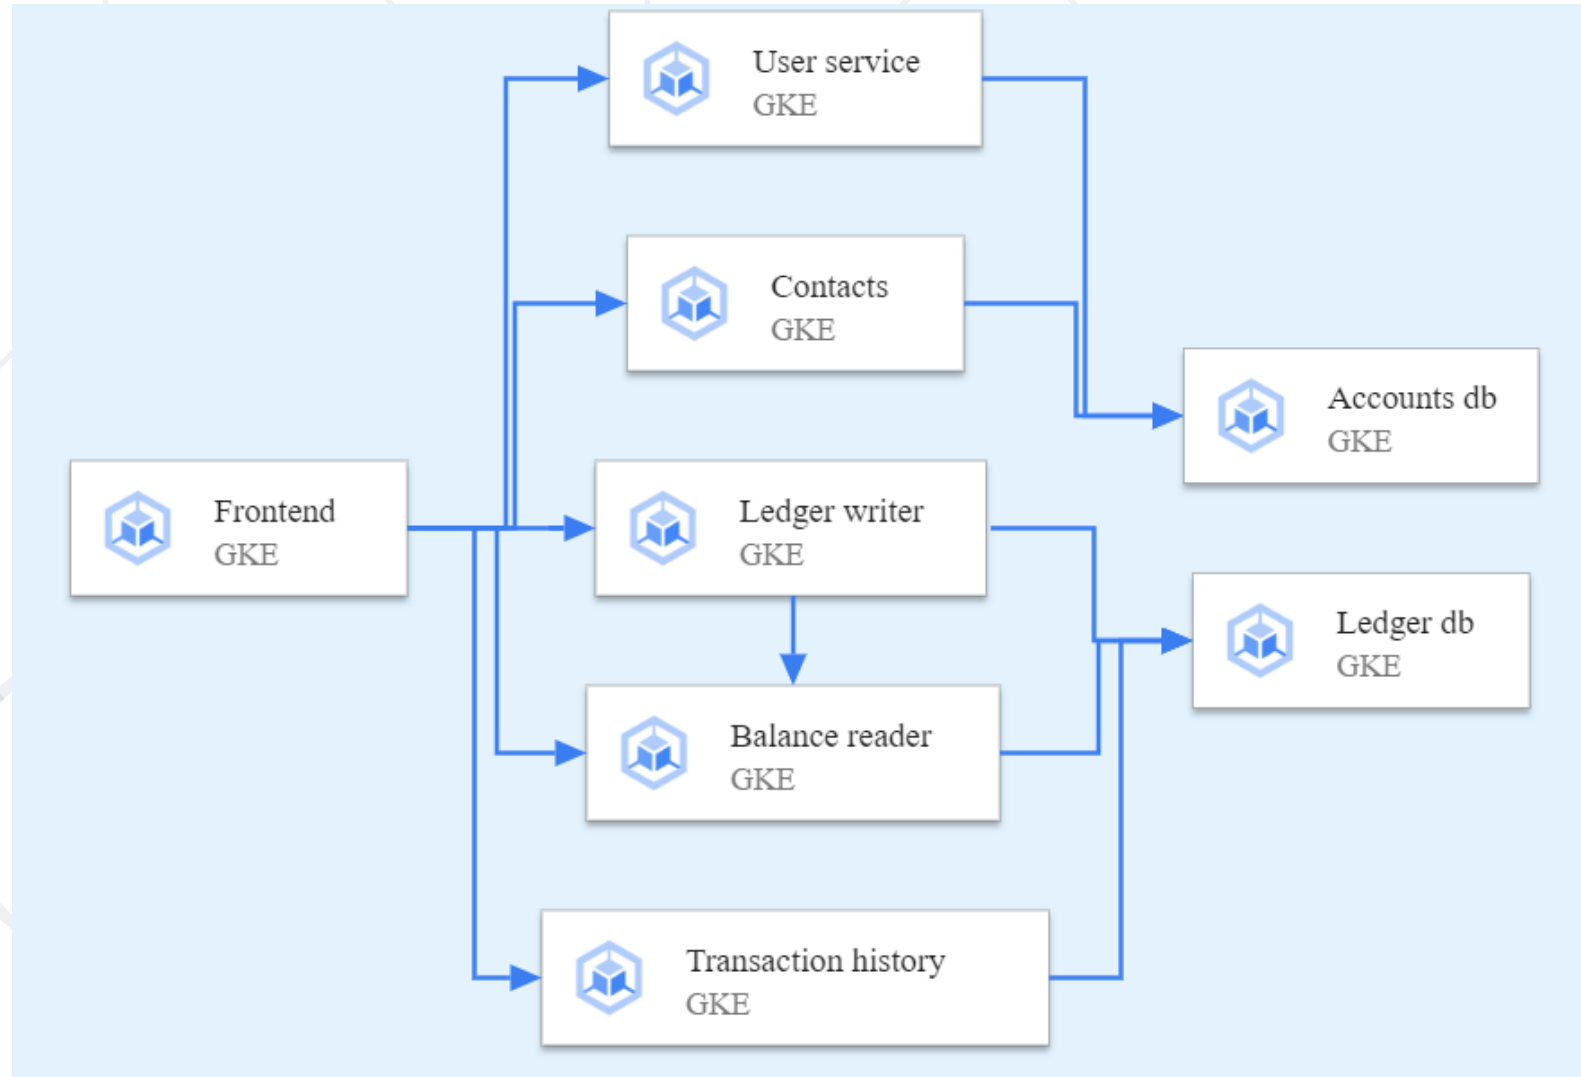 User service
GKE
Contacts
GKE
Accounts db
GKE
Frontend
GKE
Ledger writer
GKE
Ledger db
GKE
Balance reader
GKE
Transaction history
GKE